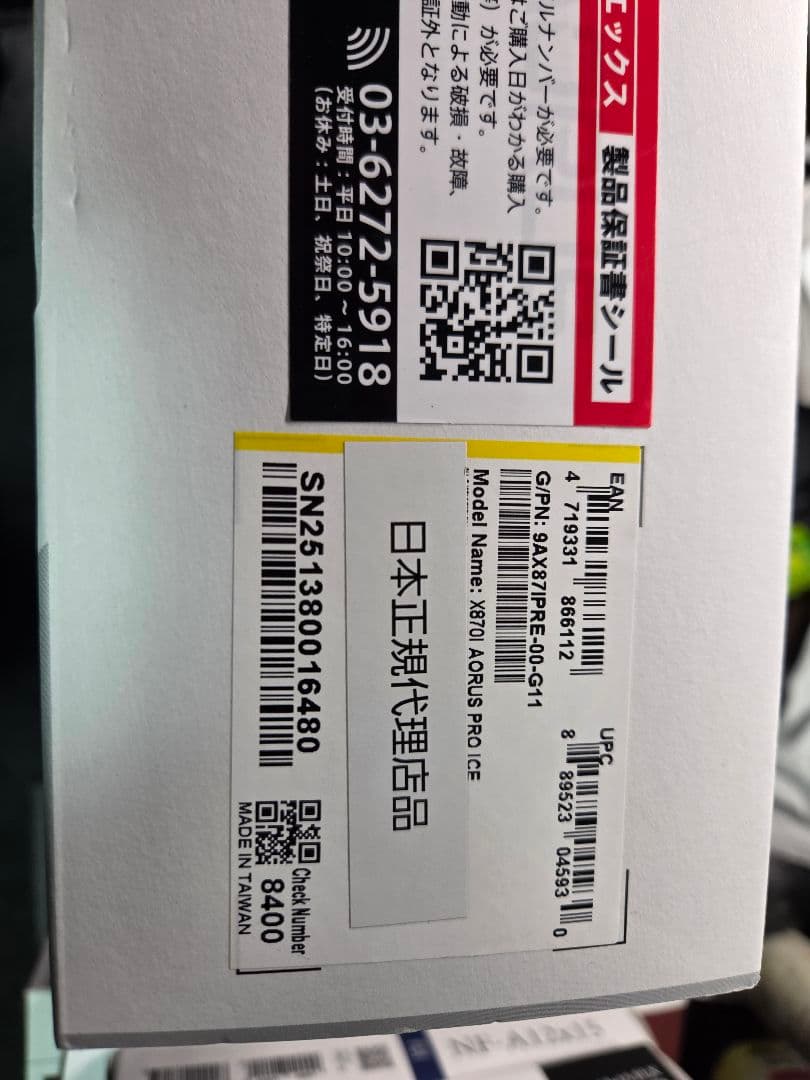 エックス 製品保証書シール
ルナンバーが必要です。
はご購入日がわかる購入
が必要です。
動による破損・故障、
証外となります。
03-6272-5918
受付時間：平日 10:00 ~ 16:00
(お休み：土日、祝祭日、特定日)
EAN
4 719331 866112
UPC
8 89523 04593 0
G/PN: 9AX87IPRE-00-G11
Model Name: X870I AORUS PRO ICE
日本正規代理店品
SN251380016480
Check Number
8400
MADE IN TAIWAN
NF-A12x15